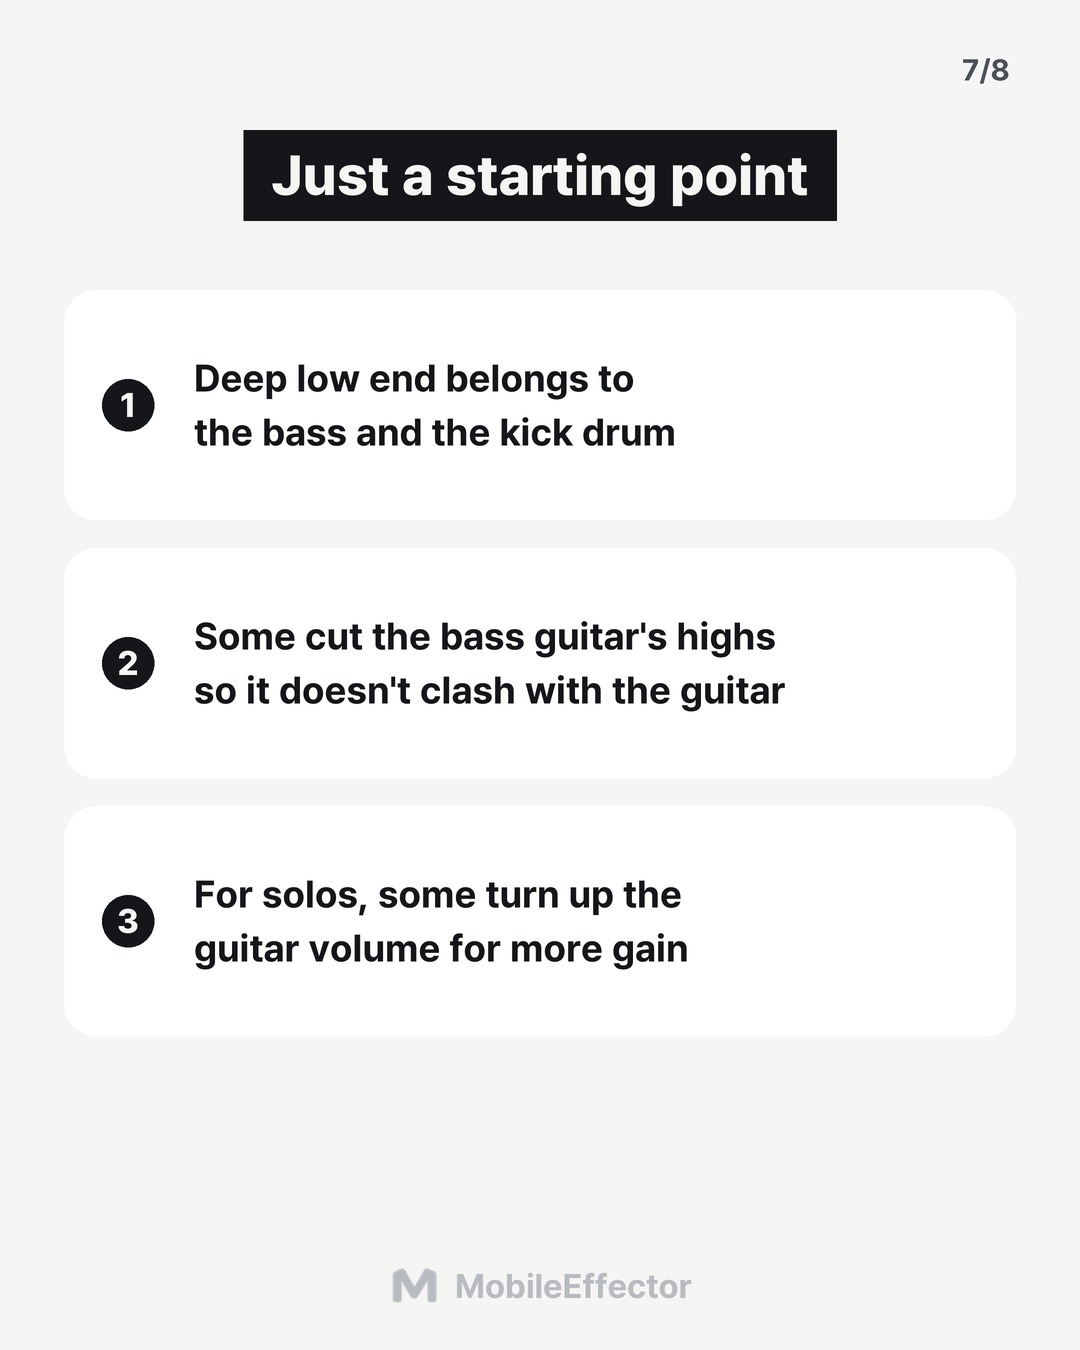 7/8
Just a starting point
1
Deep low end belongs to
the bass and the kick drum
2
Some cut the bass guitar's highs
so it doesn't clash with the guitar
3
For solos, some turn up the
guitar volume for more gain
MobileEffector